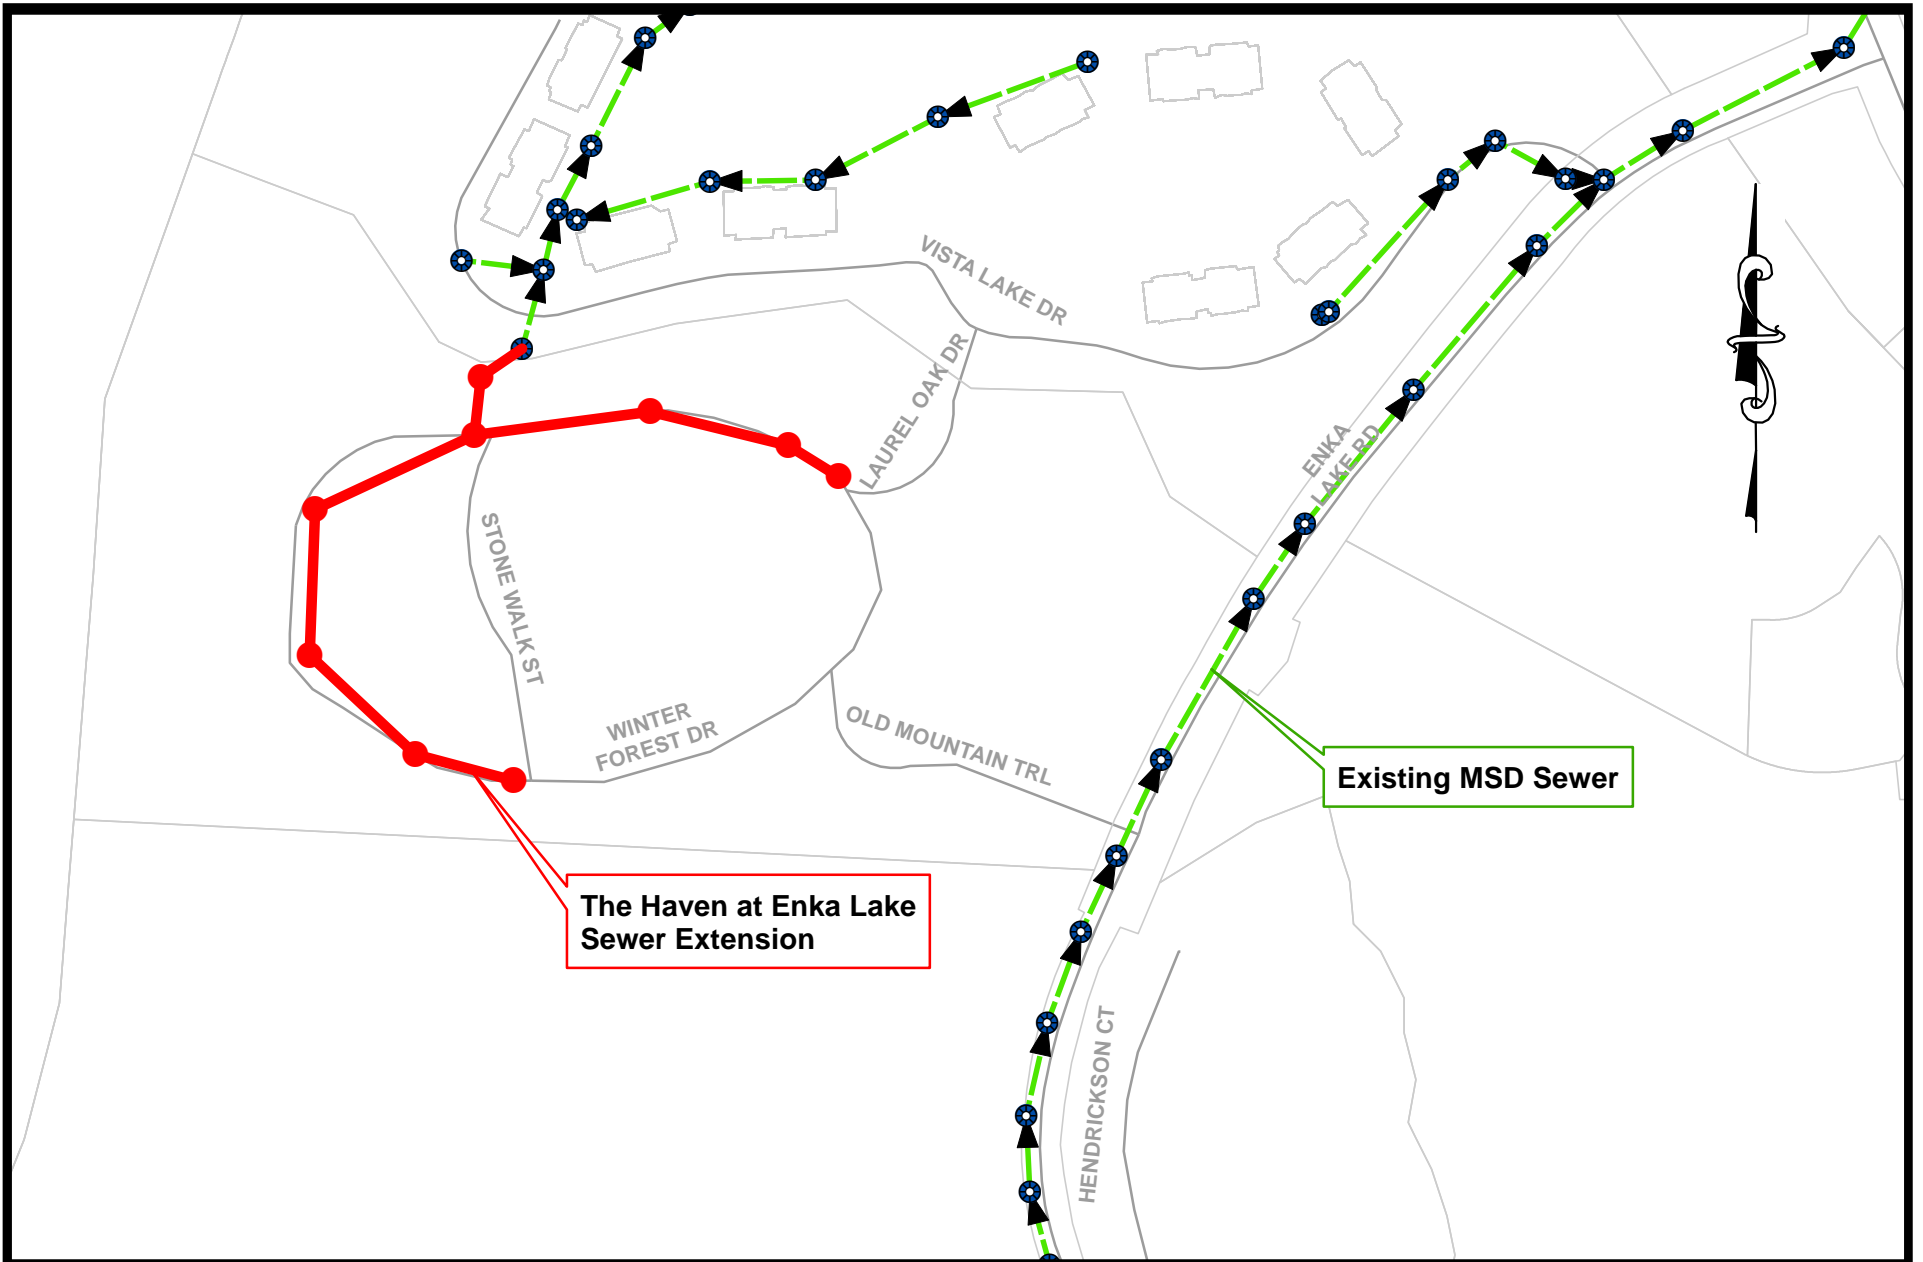 VISTA LAKE DR
LAUREL OAK DR
ENKA
LAKE RD
STONE WALK ST
WINTER
FOREST DR
OLD MOUNTAIN TRL
Existing MSD Sewer
The Haven at Enka Lake
Sewer Extension
HENDRICKSON CT